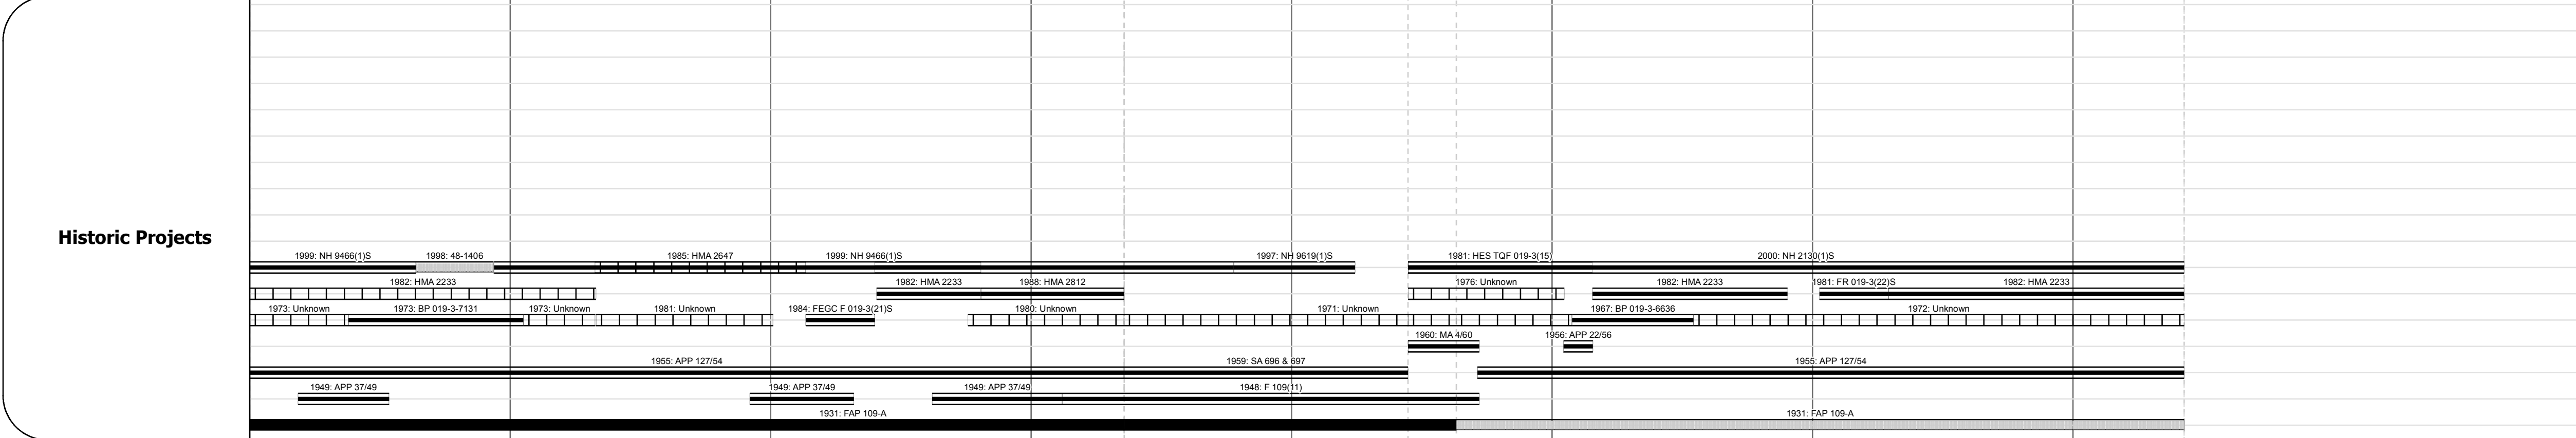 Historic Projects
1999: NH 9466(1)S 1998: 48-1406 1985: HMA 2647 1999: NH 9466(1)S 1997: NH 9619(1)S 1981: HES TQF 019-3(15) 2000: NH 2130(1)S
1982: HMA 2233 1982: HMA 2233 1988: HMA 2812 1976: Unknown 1982: HMA 2233 1981: FR 019-3(22)S 1982: HMA 2233
1973: Unknown 1973: BP 019-3-7131 1973: Unknown 1981: Unknown 1984: FEGC F 019-3(21)S 1980: Unknown 1971: Unknown 1967: BP 019-3-6636 1972: Unknown
1960: MA 4/60 1956: APP 22/56
1955: APP 127/54 1959: SA 696 & 697 1955: APP 127/54
1949: APP 37/49 1949: APP 37/49 1949: APP 37/49 1948: F 109(11)
1931: FAP 109-A 1931: FAP 109-A